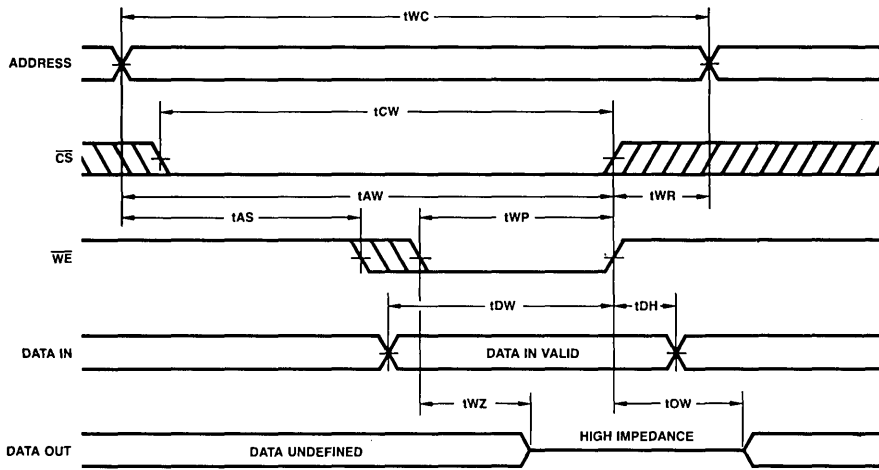 tWC
ADDRESS
tCW
CS
tAW
tWR
tAS
tWP
WE
tDW
tDH
DATA IN
DATA IN VALID
tWZ
tOW
HIGH IMPEDANCE
DATA OUT
DATA UNDEFINED